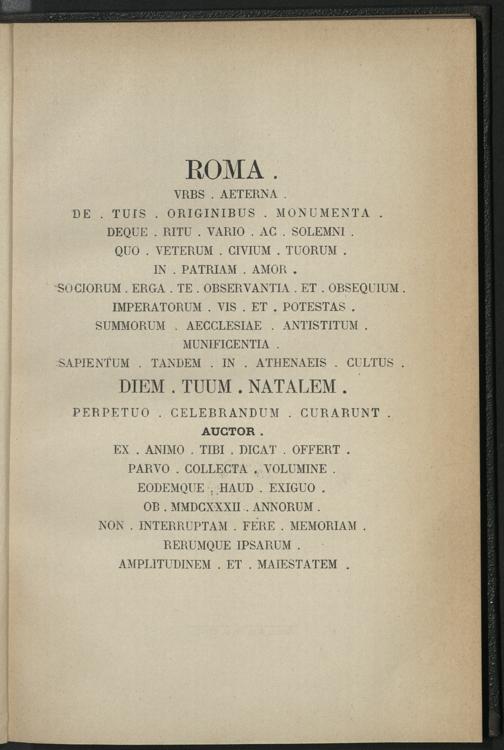 ROMA .
VRBS . AETERNA .
DE . TUIS . ORIGINIBUS . MONUMENTA .
DEQUE . RITU . VARIO . AC . SOLEMNI .
QUO . VETERUM . CIVIUM . TUORUM .
IN . PATRIAM . AMOR .
SOCIORUM . ERGA . TE . OBSERVANTIA . ET . OBSEQUIUM .
IMPERATORUM . VIS . ET . POTESTAS .
SUMMORUM . AECCLESIAE . ANTISTITUM .
MUNIFICENTIA .
SAPIENTUM . TANDEM . IN . ATHENAEIS . CULTUS .
DIEM . TUUM . NATALEM .
PERPETUO . CELEBRANDUM . CURARUNT .
AUCTOR .
EX . ANIMO . TIBI . DICAT . OFFERT .
PARVO . COLLECTA . VOLUMINE .
EODEMQUE . HAUD . EXIGUO .
OB . MMDCXXXII . ANNORUM .
NON . INTERRUPTAM . FERE . MEMORIAM .
RERUMQUE IPSARUM .
AMPLITUDINEM . ET . MAIESTATEM .